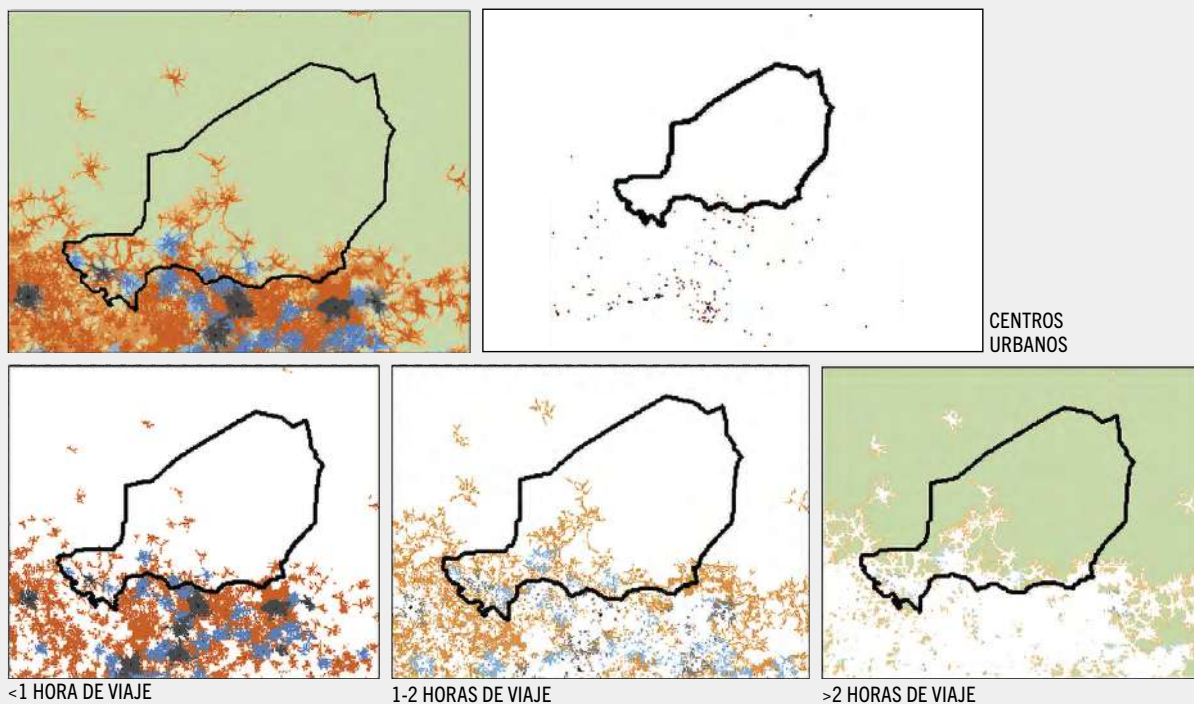 CENTROS
URBANOS
<1 HORA DE VIAJE
1-2 HORAS DE VIAJE
>2 HORAS DE VIAJE